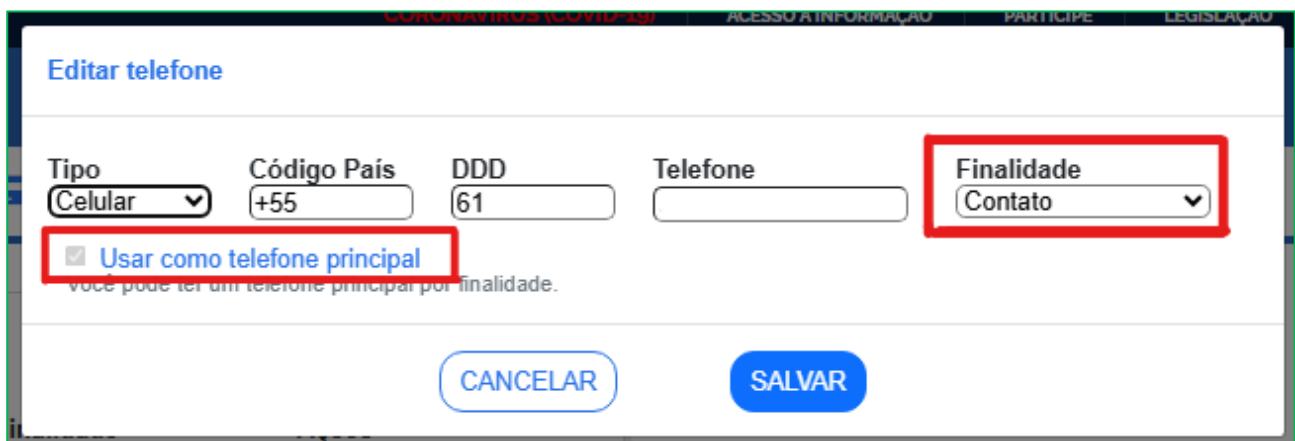 CORONAVÍRUS (COVID-19) ACESSO À INFORMAÇÃO PARTICIPE LEGISLAÇÃO
Editar telefone
Tipo Código País DDD Telefone Finalidade
Celular +55 61 Contato
Usar como telefone principal
Você pode ter um telefone principal por finalidade.
CANCELAR SALVAR